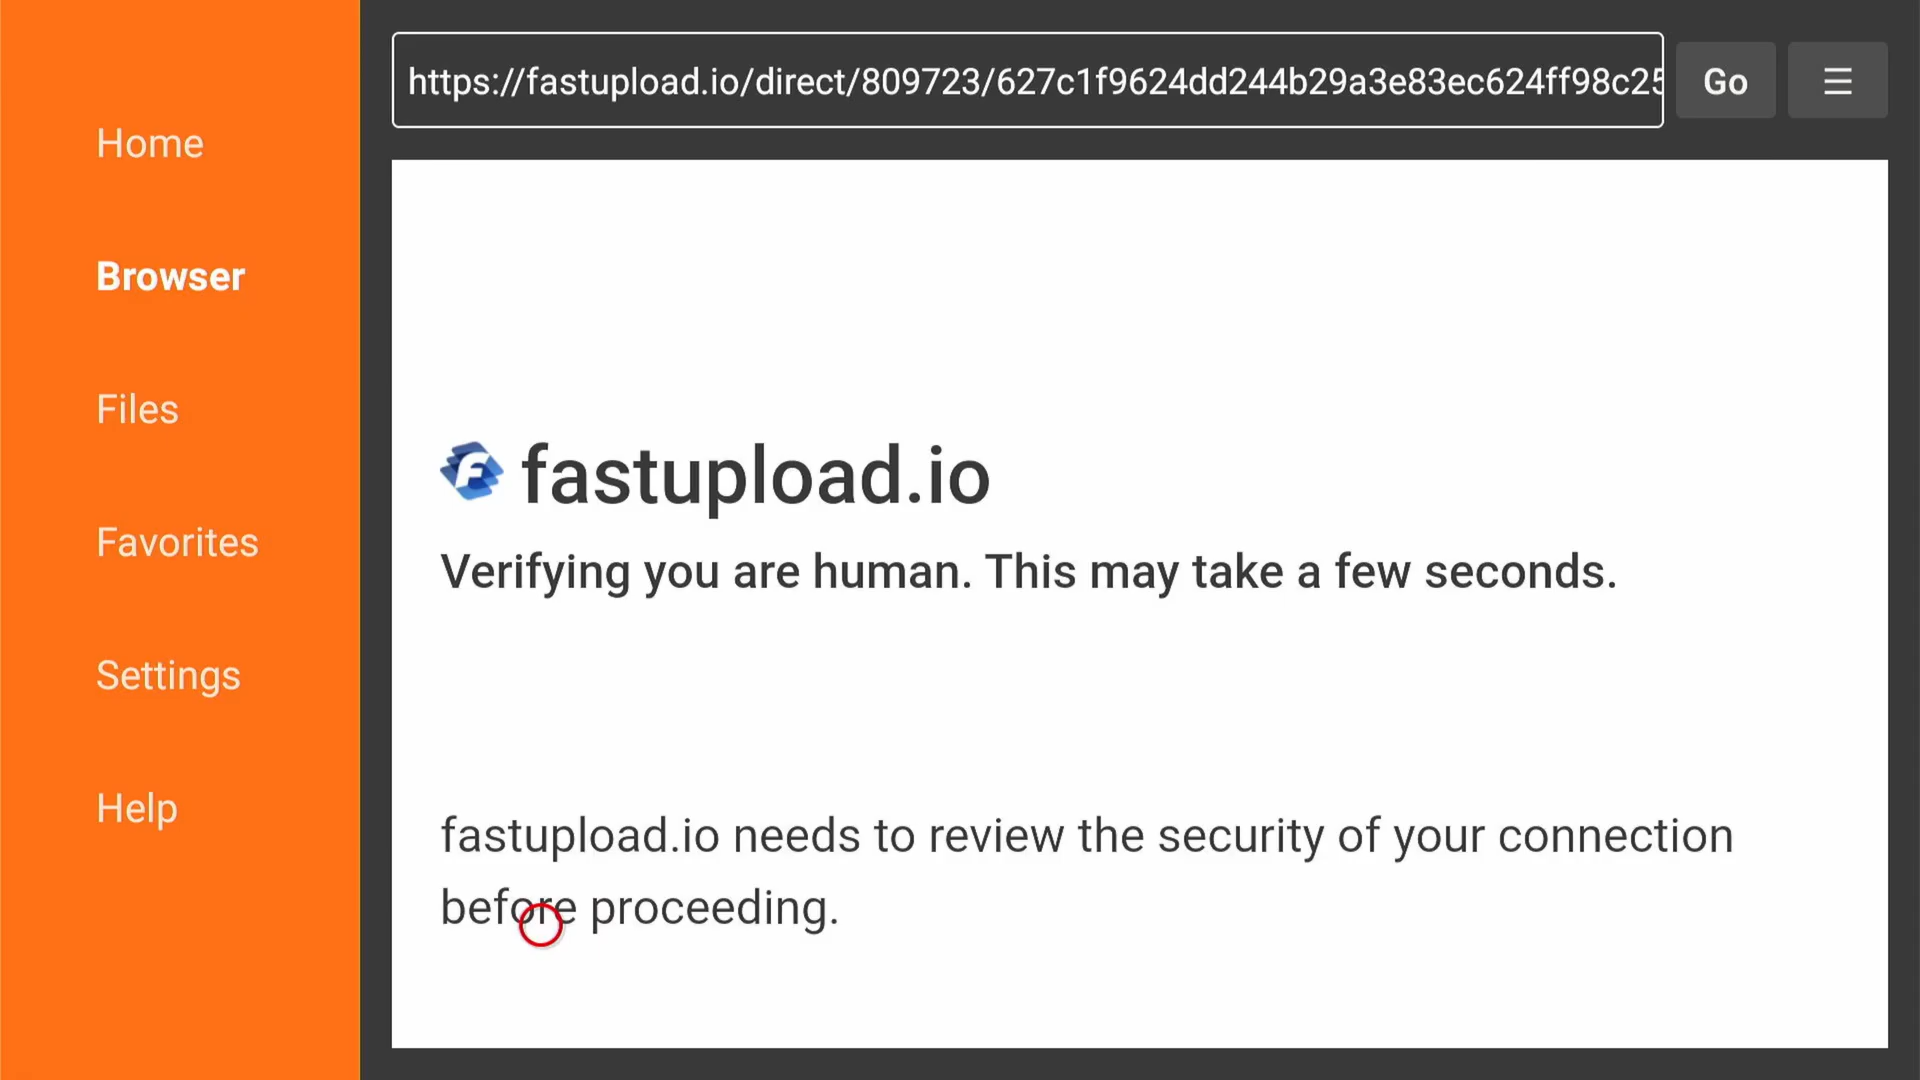 Home
Browser
Files
Favorites
Settings
Help
https://fastupload.io/direct/809723/627c1f9624dd244b29a3e83ec624ff98c25
Go
fastupload.io
Verifying you are human. This may take a few seconds.
fastupload.io needs to review the security of your connection
before proceeding.